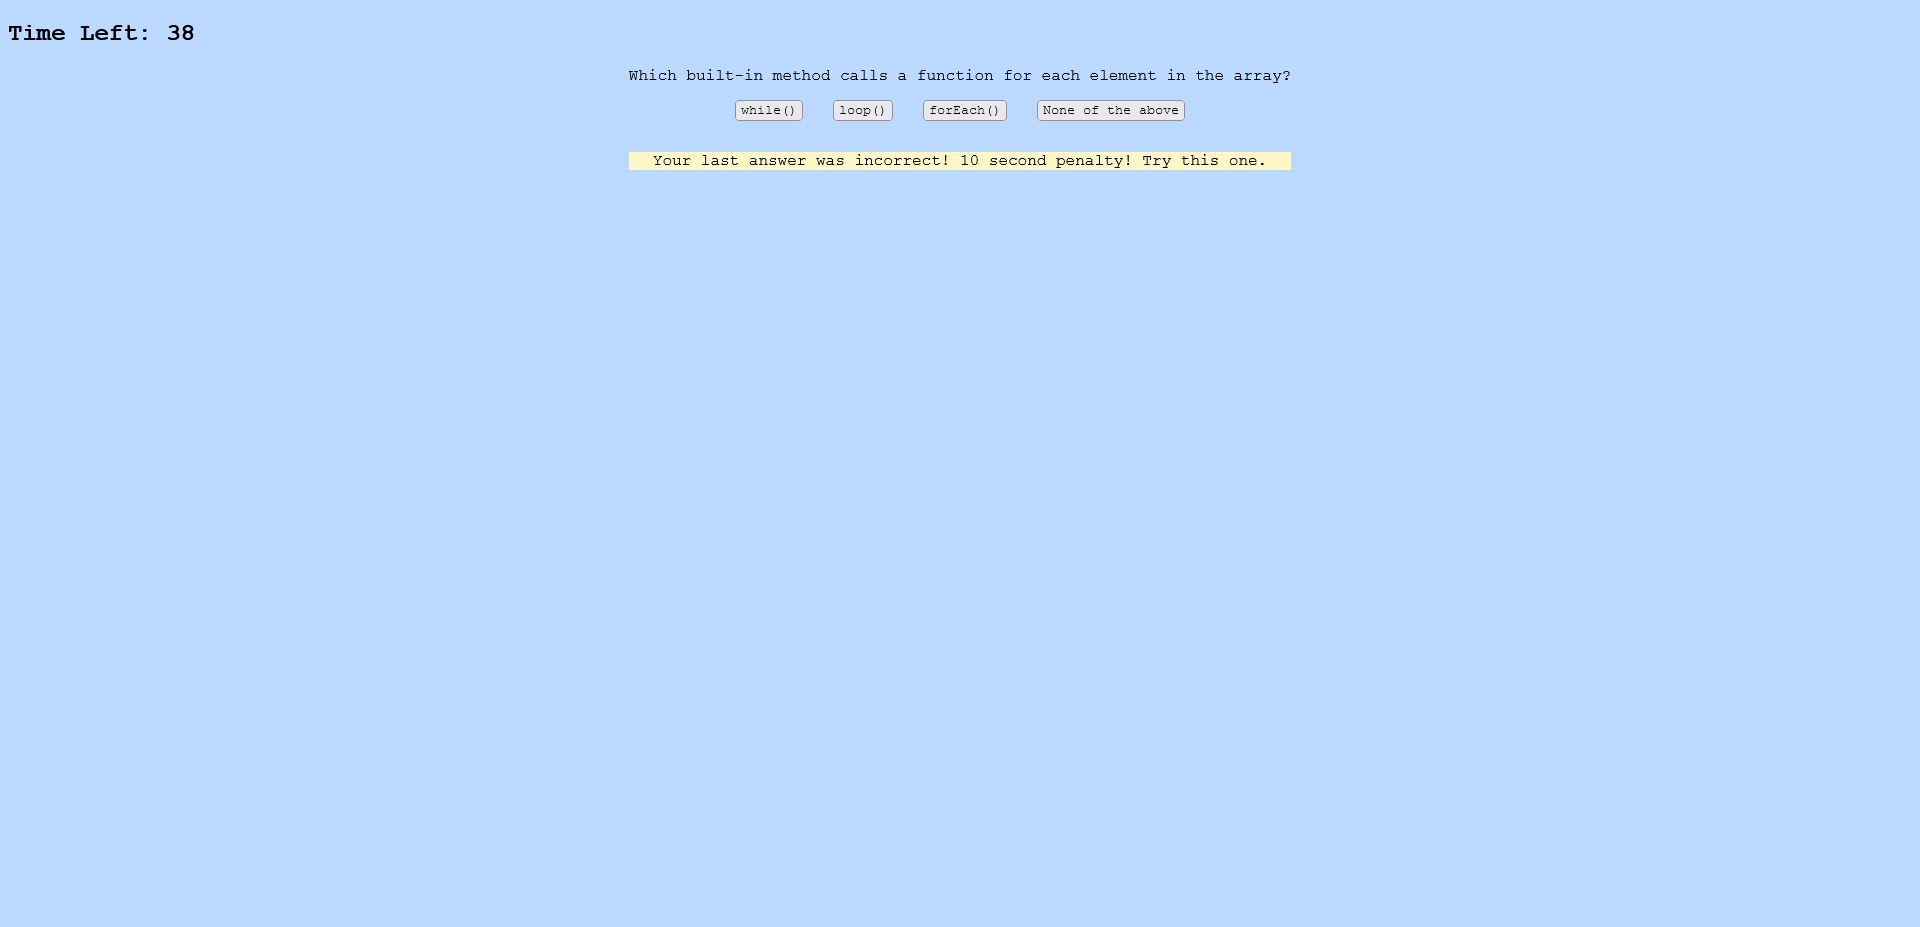 Time Left: 38
Which built-in method calls a function for each element in the array?
while() loop() forEach() None of the above
Your last answer was incorrect! 10 second penalty! Try this one.